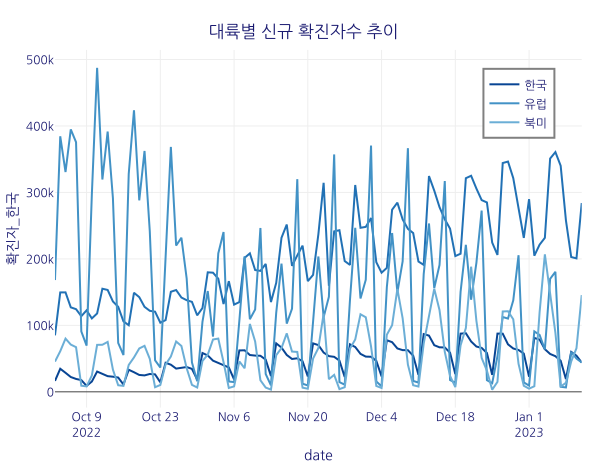 대륙별 신규 확진자수 추이
500k
400k
300k
200k
100k
0
확진자_한국
한국
유럽
북미
Oct 9
2022
Oct 23
Nov 6
Nov 20
Dec 4
Dec 18
Jan 1
2023
date